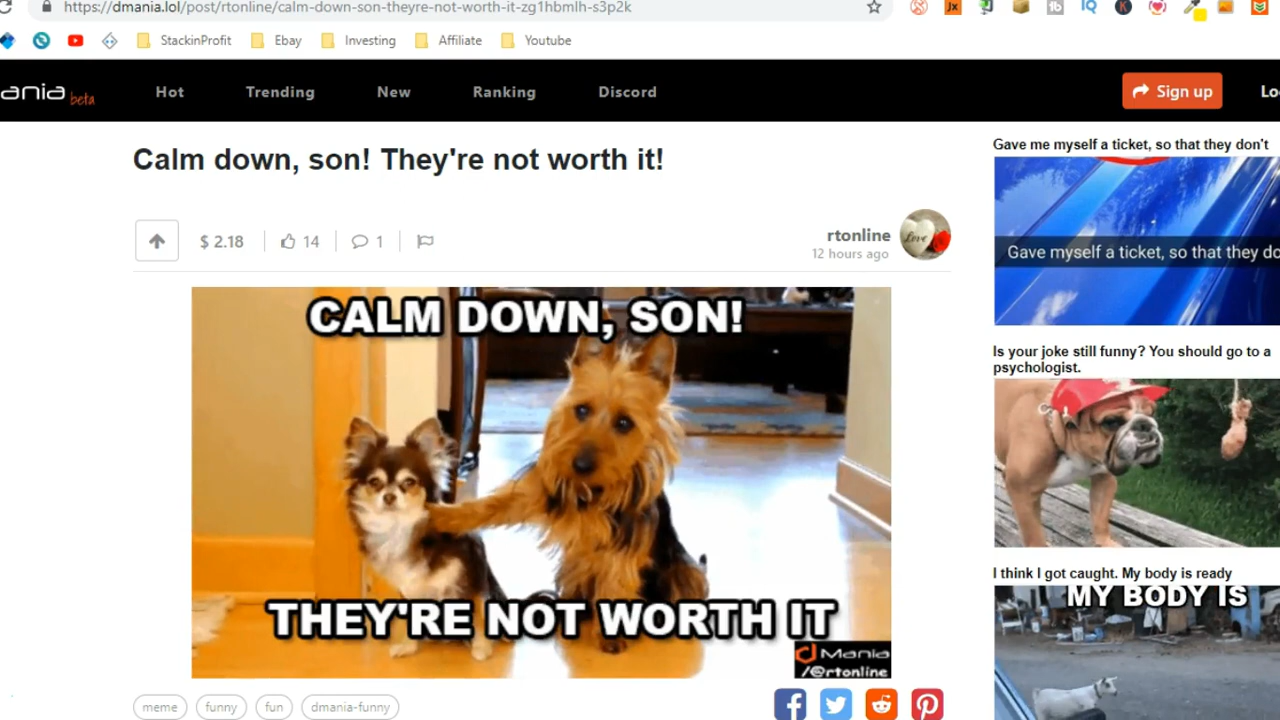 https://dmania.lol/post/rtonline/calm-down-son-theyre-not-worth-it-zg1hbmlh-s3p2k
StackinProfit Ebay Investing Affiliate Youtube
ania beta Hot Trending New Ranking Discord Sign up Lo
Calm down, son! They're not worth it!
$ 2.18 14 1
rtonline
12 hours ago
CALM DOWN, SON!
THEY'RE NOT WORTH IT
dMania
/@rtonline
meme funny fun dmania-funny
Gave me myself a ticket, so that they don't
Gave myself a ticket, so that they do
Is your joke still funny? You should go to a
psychologist.
I think I got caught. My body is ready
MY BODY IS